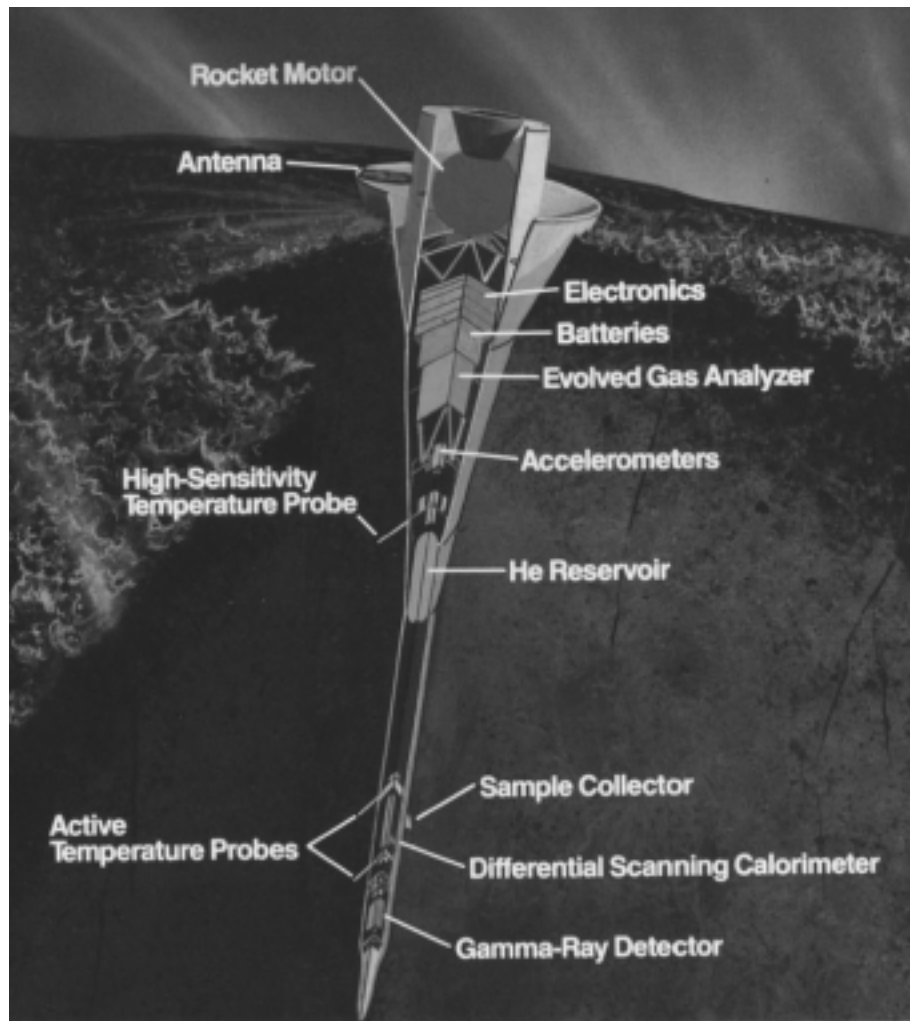 Rocket Motor
Antenna
Electronics
Batteries
Evolved Gas Analyzer
Accelerometers
High-Sensitivity
Temperature Probe
He Reservoir
Sample Collector
Active
Temperature Probes
Differential Scanning Calorimeter
Gamma-Ray Detector